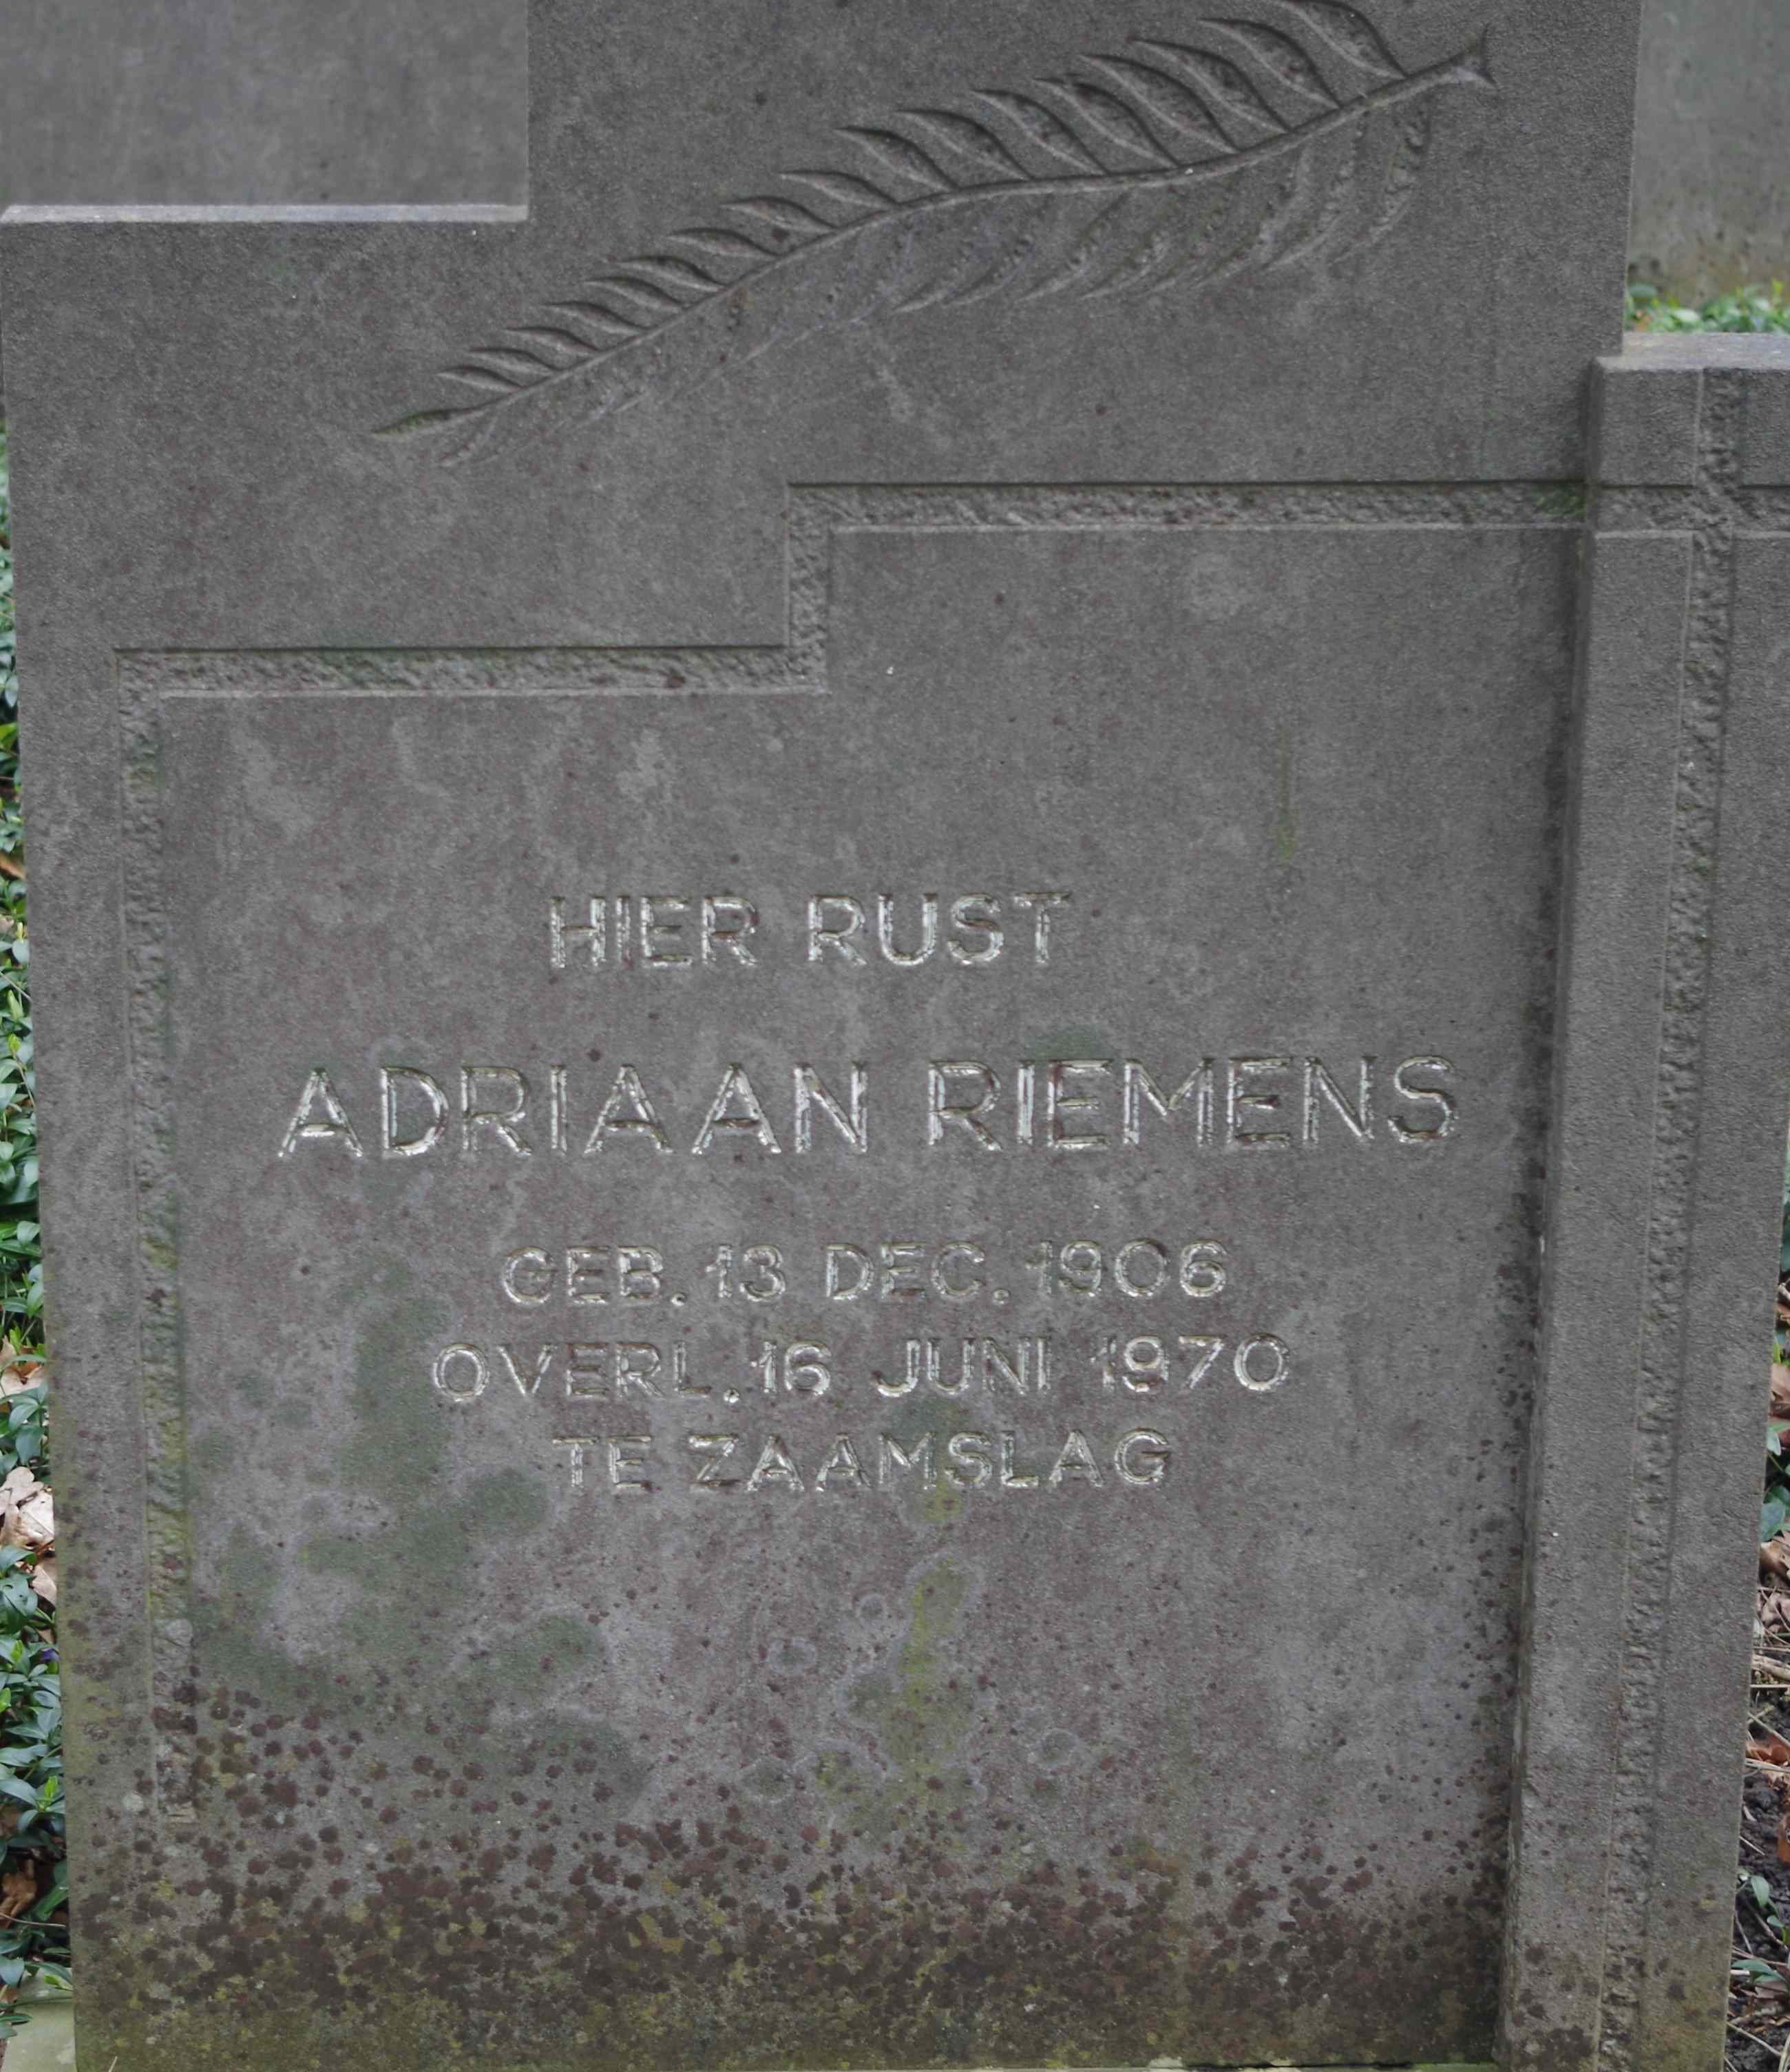 HIER RUST
ADRIAAN RIEMENS
GEB. 13 DEC. 1906
OVERL. 16 JUNI 1970
TE ZAAMSLAG